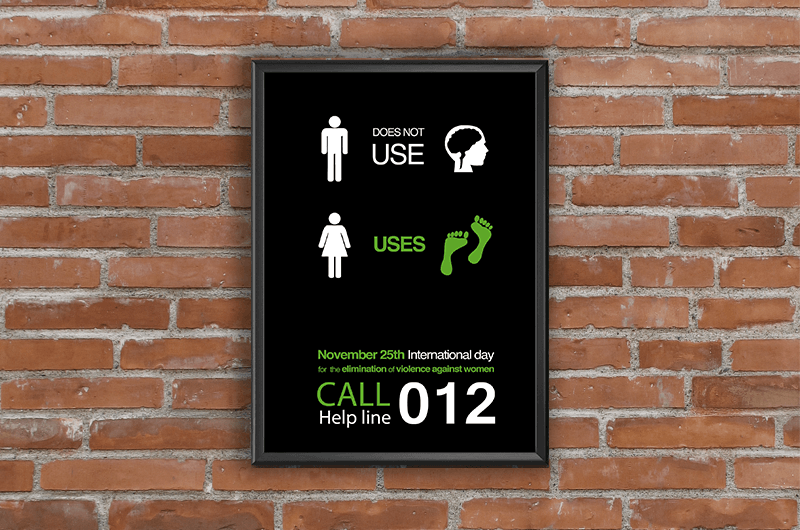 DOES NOT
USE
USES
November 25th International day
for the elimination of violence against women
CALL
Help line 012